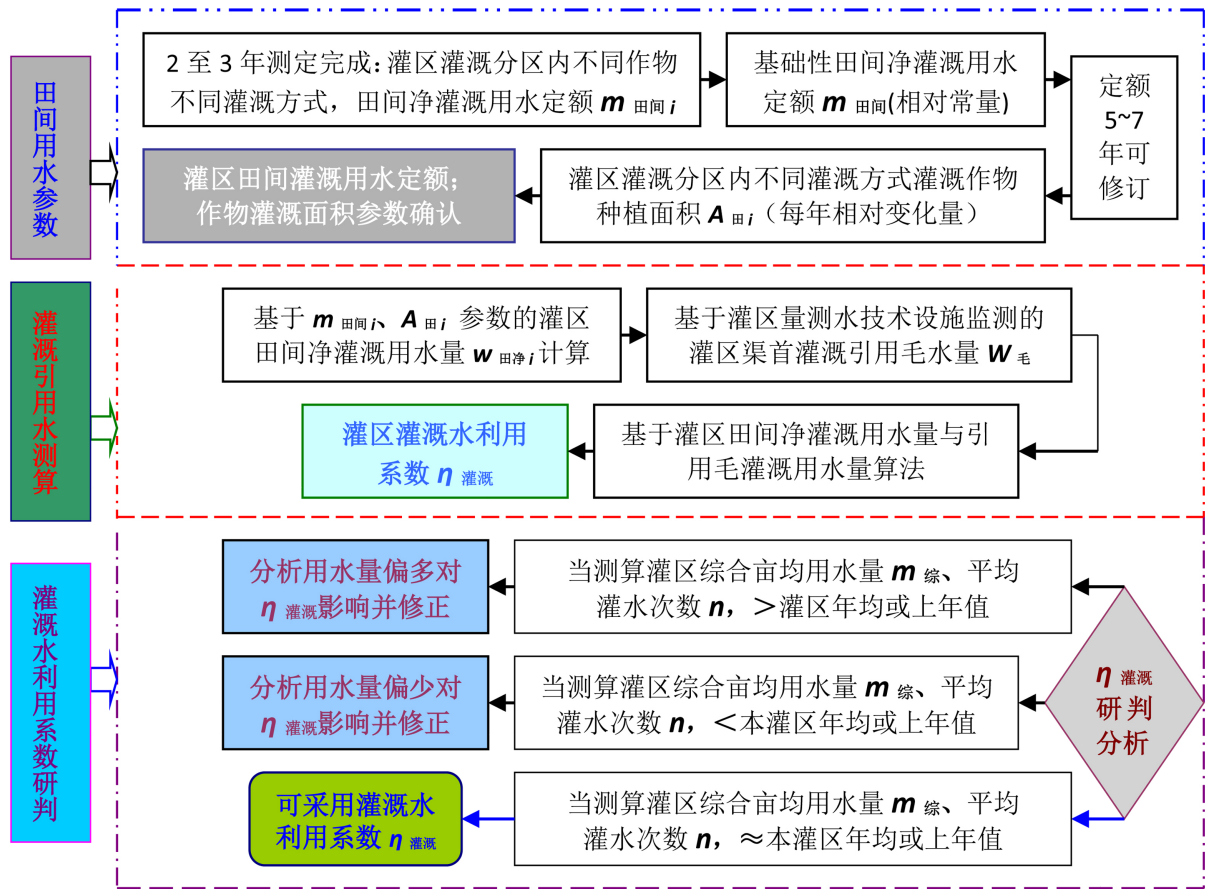 田间用水参数
2 至 3 年测定完成：灌区灌溉分区内不同作物
不同灌溉方式，田间净灌溉用水定额 m 田间 i
基础性田间净灌溉用水
定额 m 田间(相对常量)
定额
5~7
年可
修订
灌区灌溉分区内不同灌溉方式灌溉作物
种植面积 A 田 i（每年相对变化量）
灌区田间灌溉用水定额；
作物灌溉面积参数确认
灌溉引用水测算
基于 m 田间 i、A 田 i 参数的灌区
田间净灌溉用水量 w 田净 i 计算
基于灌区量测水技术设施监测的
灌区渠首灌溉引用毛水量 W 毛
基于灌区田间净灌溉用水量与引
用毛灌溉用水量算法
灌区灌溉水利用
系数 η 灌溉
灌溉水利用系数研判
η 灌溉
研判
分析
当测算灌区综合亩均用水量 m 综、平均
灌水次数 n，＞灌区年均或上年值
分析用水量偏多对
η 灌溉影响并修正
当测算灌区综合亩均用水量 m 综、平均
灌水次数 n，＜本灌区年均或上年值
分析用水量偏少对
η 灌溉影响并修正
当测算灌区综合亩均用水量 m 综、平均
灌水次数 n，≈本灌区年均或上年值
可采用灌溉水
利用系数 η 灌溉